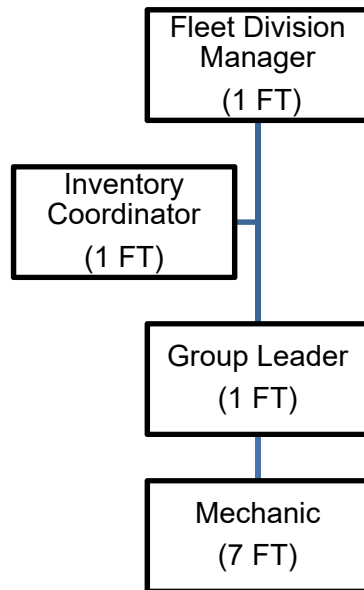 Fleet Division
Manager
(1 FT)
Inventory
Coordinator
(1 FT)
Group Leader
(1 FT)
Mechanic
(7 FT)